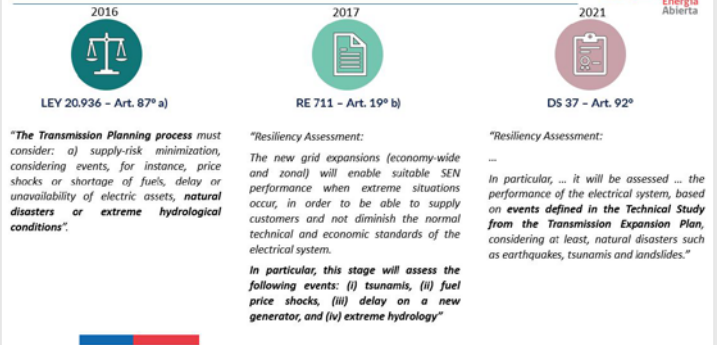 Energía
Abierta
2016
2017
2021
LEY 20.936 – Art. 87º a)
RE 711 – Art. 19º b)
DS 37 – Art. 92º
“The Transmission Planning process must
consider: a) supply-risk minimization,
considering events, for instance, price
shocks or shortage of fuels, delay or
unavailability of electric assets, natural
disasters or extreme hydrological
conditions”.
“Resiliency Assessment:
The new grid expansions (economy-wide
and zonal) will enable suitable SEN
performance when extreme situations
occur, in order to be able to supply
customers and not diminish the normal
technical and economic standards of the
electrical system.
In particular, this stage will assess the
following events: (i) tsunamis, (ii) fuel
price shocks, (iii) delay on a new
generator, and (iv) extreme hydrology”
“Resiliency Assessment:
...
In particular, ... it will be assessed ... the
performance of the electrical system, based
on events defined in the Technical Study
from the Transmission Expansion Plan,
considering at least, natural disasters such
as earthquakes, tsunamis and landslides.”